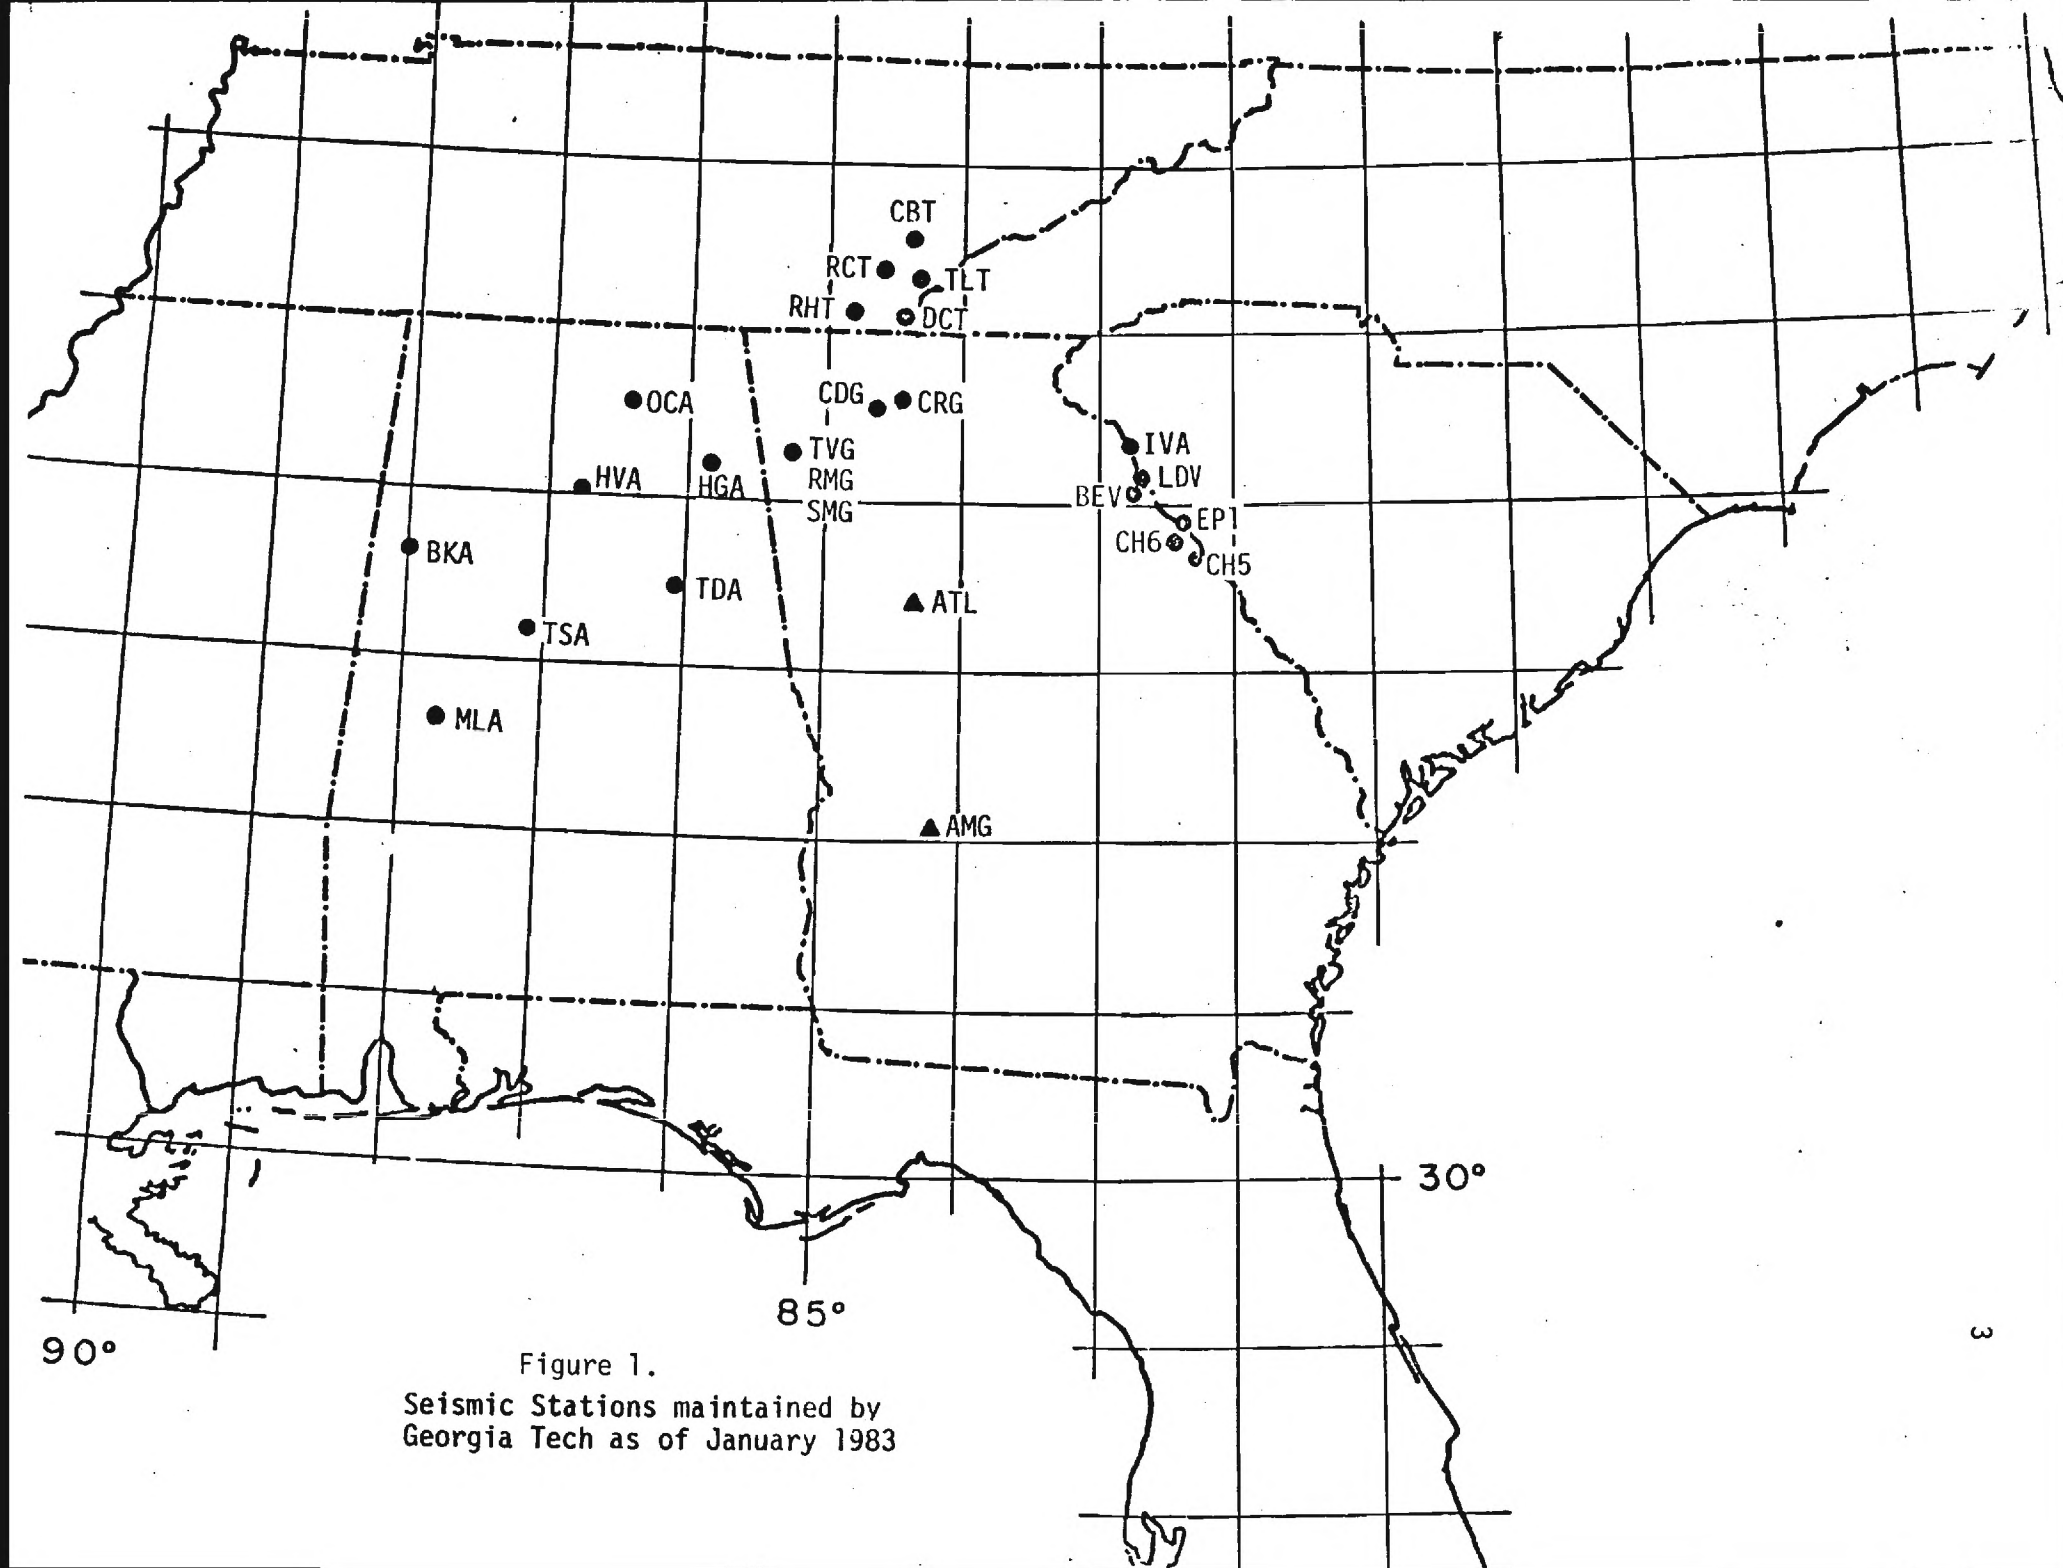 CBT
RCT
TLT
RHT
DCT
CDG
CRG
OCA
TVG
IVA
RMG
LDV
HVA
HGA
BEV
SMG
EP1
CH6
BKA
CH5
TDA
ATL
TSA
MLA
AMG
30°
85°
3
90°
Figure 1.
Seismic Stations maintained by
Georgia Tech as of January 1983